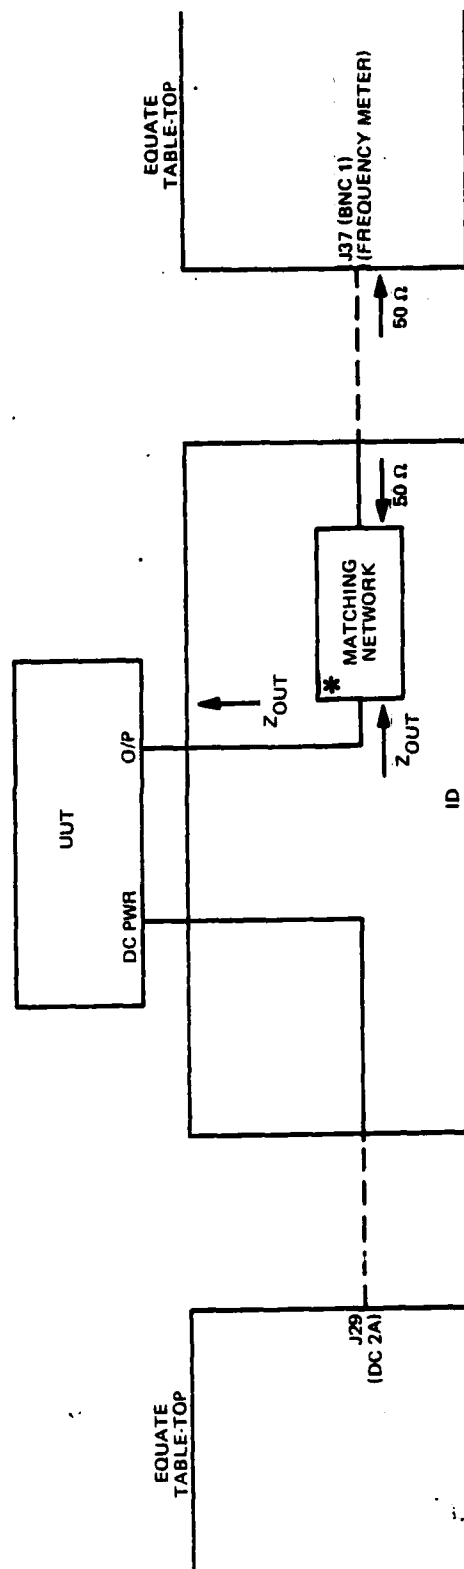 EQUATE
TABLE-TOP
J29
(DC 2A)
UUT
DC PWR
O/P
Z OUT
Z OUT
* MATCHING
NETWORK
50 Ω
ID
EQUATE
TABLE-TOP
J37 (BNC 1)
(FREQUENCY METER)
50 Ω